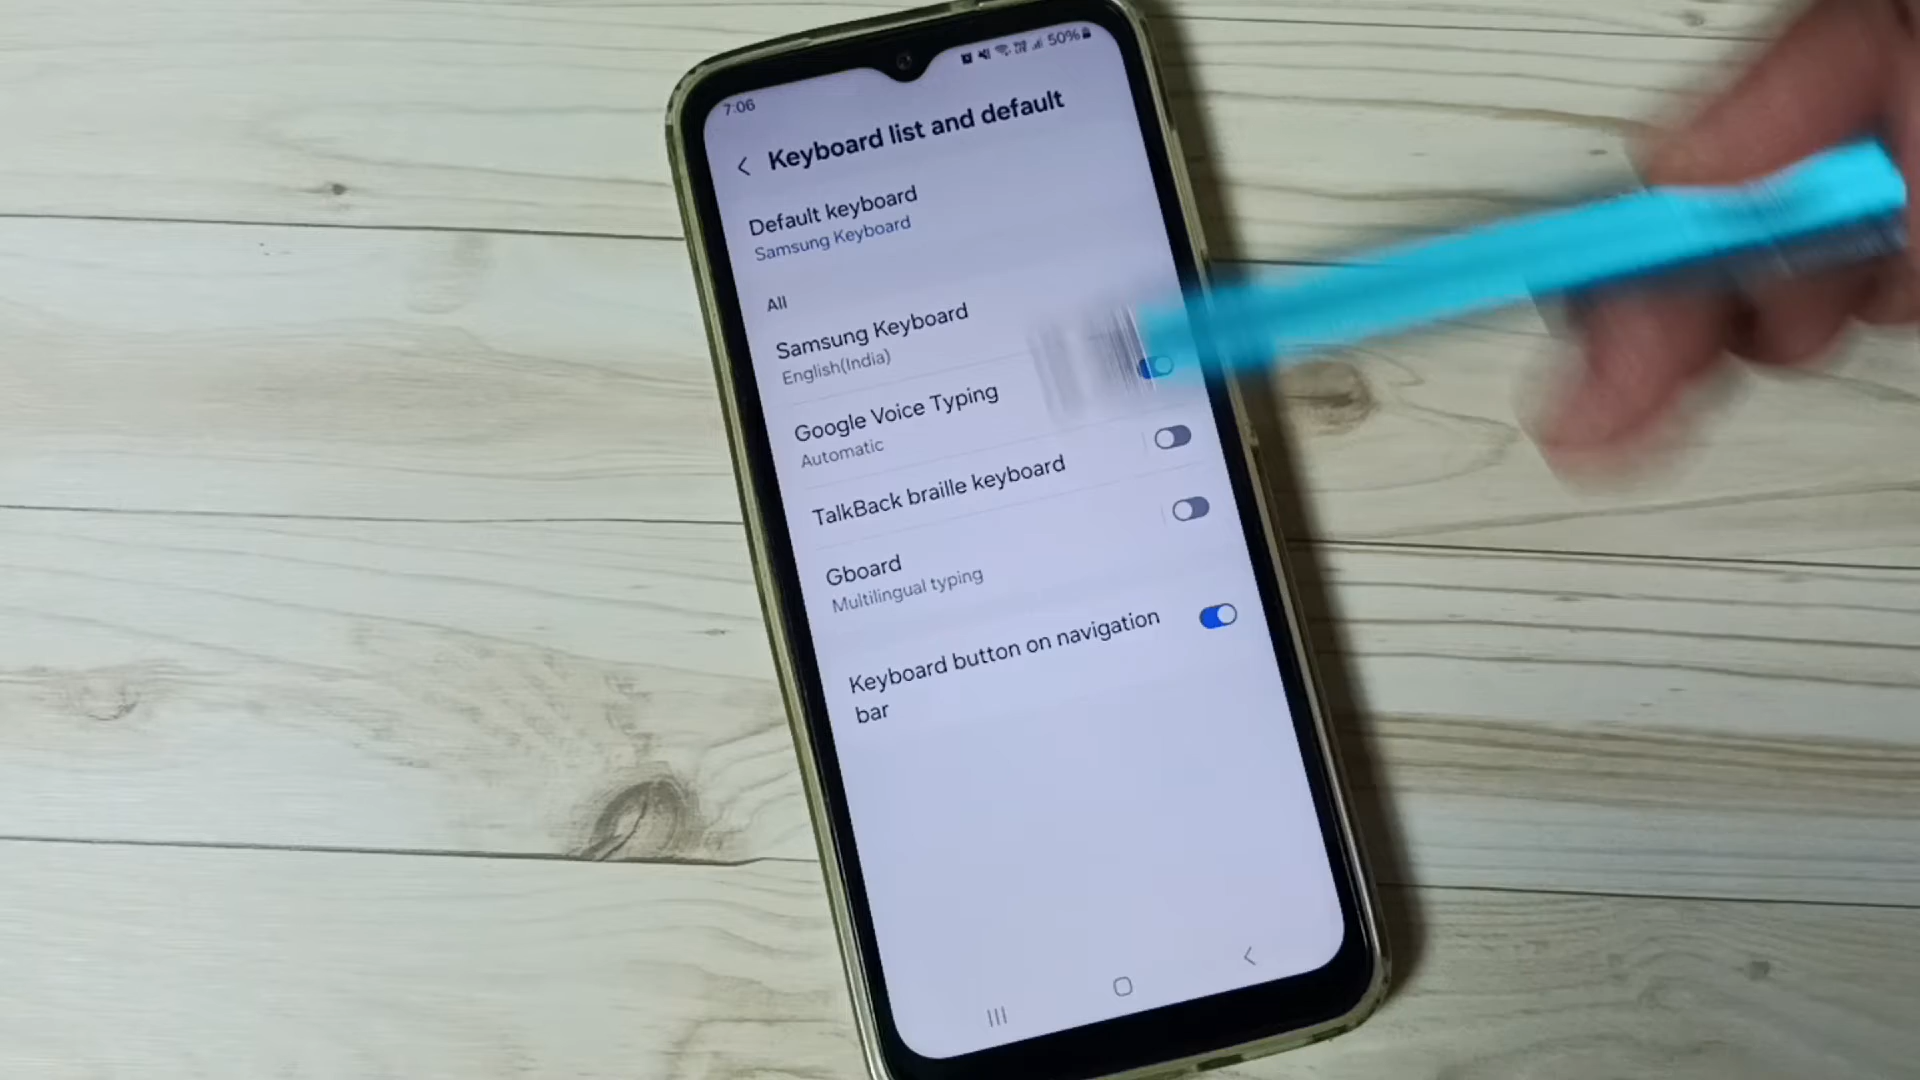 7:06
50%
Keyboard list and default
Default keyboard
Samsung Keyboard
All
Samsung Keyboard
English(India)
Google Voice Typing
Automatic
TalkBack braille keyboard
Gboard
Multilingual typing
Keyboard button on navigation
bar